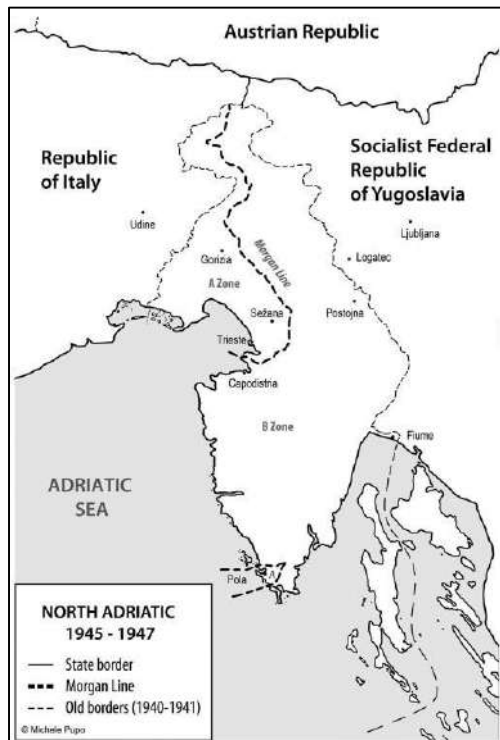 Austrian Republic
Republic
of Italy
Socialist Federal
Republic
of Yugoslavia
Udine
Ljubljana
Gorizia
Morgan Line
Logatec
A Zone
Sežana
Postojna
Trieste
Capodistria
B Zone
Fiume
ADRIATIC
SEA
Pola
A
NORTH ADRIATIC
1945 - 1947
State border
Morgan Line
Old borders (1940-1941)
© Michele Pupo